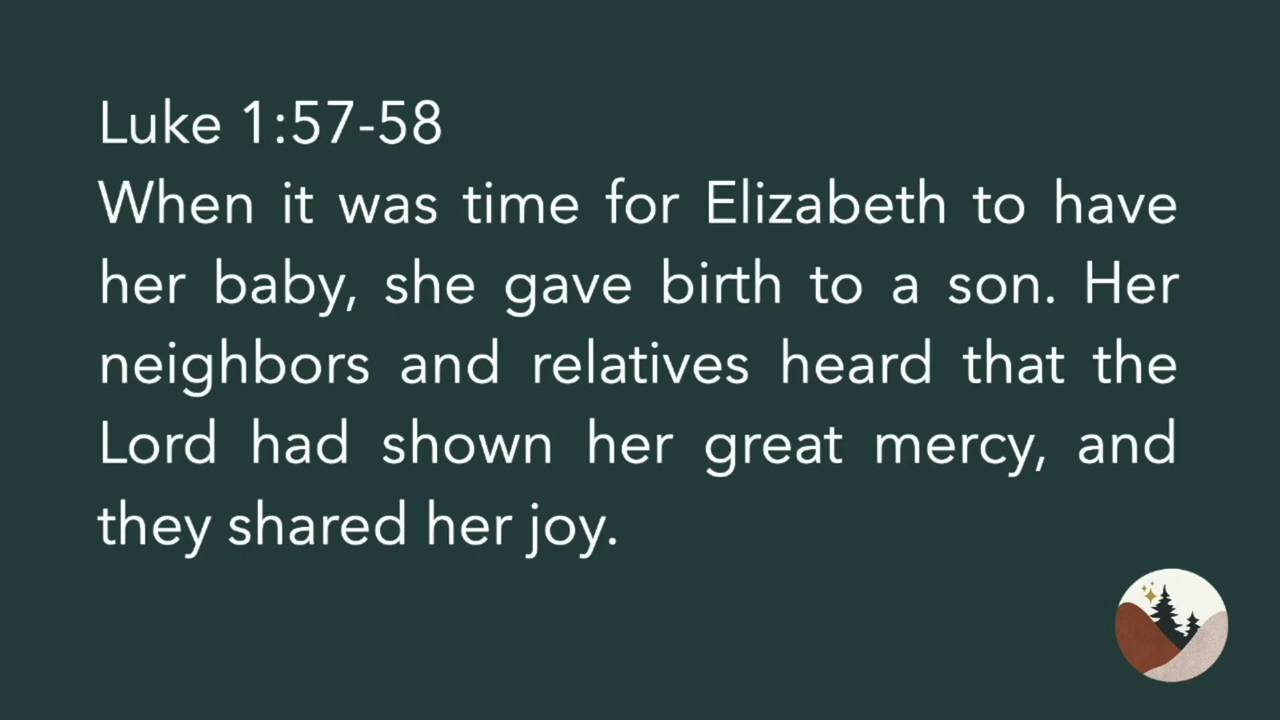 Luke 1:57-58
When it was time for Elizabeth to have
her baby, she gave birth to a son. Her
neighbors and relatives heard that the
Lord had shown her great mercy, and
they shared her joy.